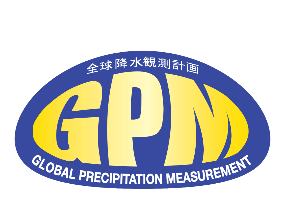 全球降水観測計画
GPM
GLOBAL PRECIPITATION MEASUREMENT